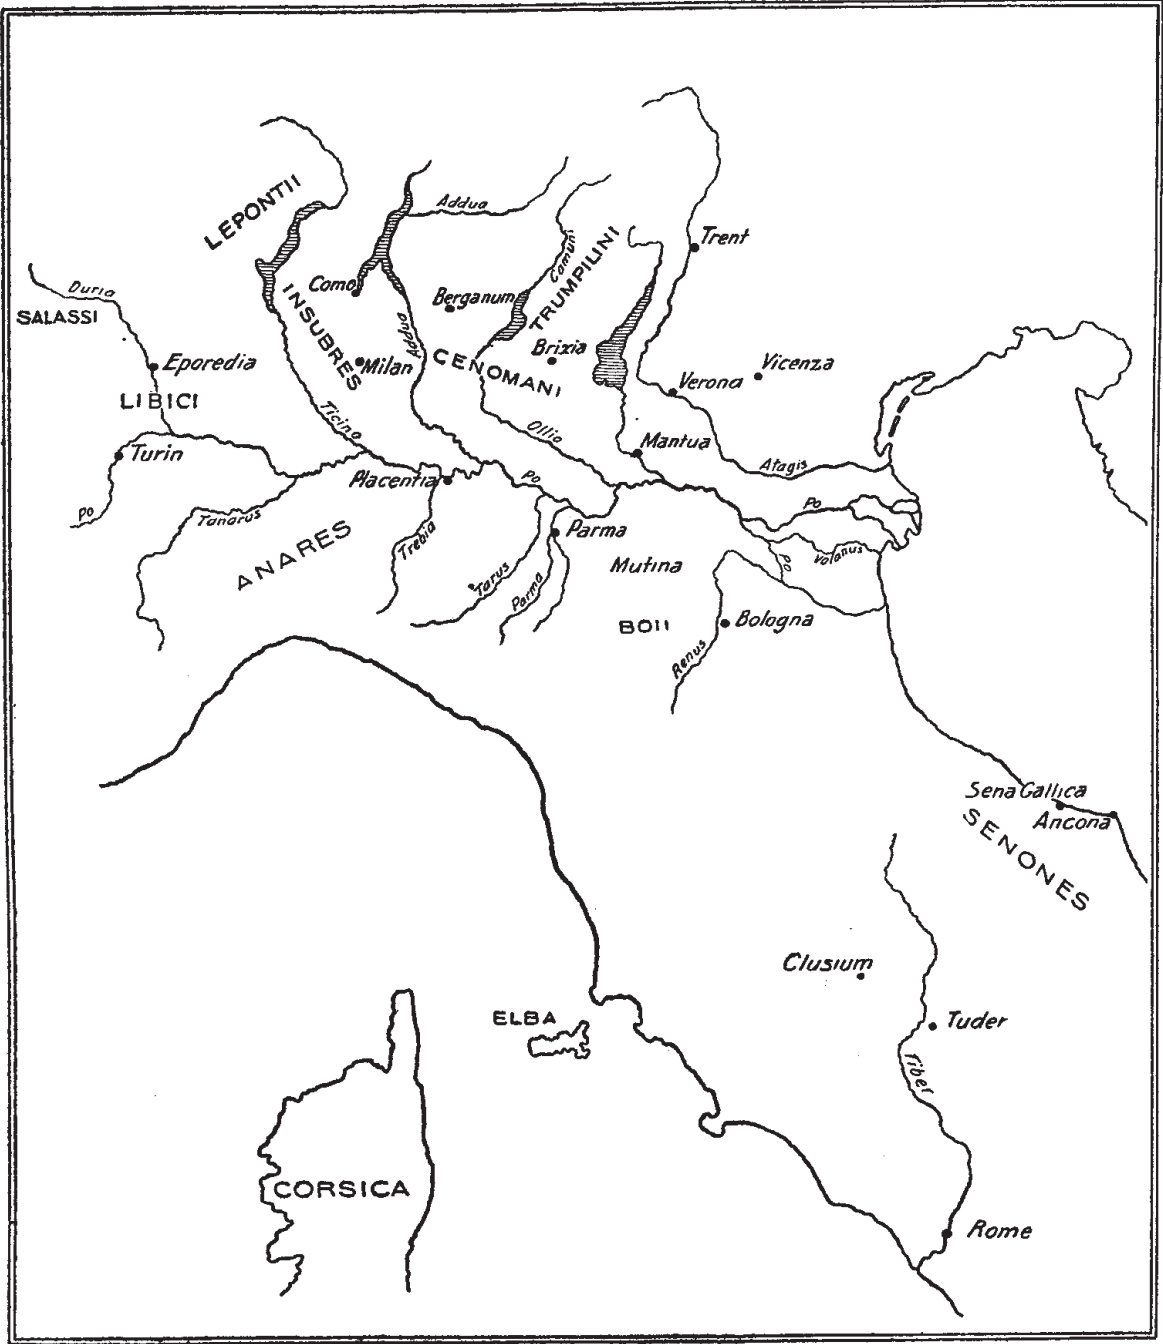 LEPONTII
Addua
Trent
Camuni
TRUMPILINI
Duria
SALASSI
Como
INSUBRES
Berganum
Addua
Eporedia
Milan
CENOMANI
Brixia
Vicenza
Verona
LIBICI
Ticino
Ollio
Mantua
Turin
Atagis
Placentia
Po
Po
Po
Tanarus
ANARES
Trebia
Parma
Mutina
Volanus
Po
Tarus
Parma
BOII
Bologna
Renus
Sena Gallica
Ancona
SENONES
Clusium
ELBA
Tuder
Tiber
CORSICA
Rome